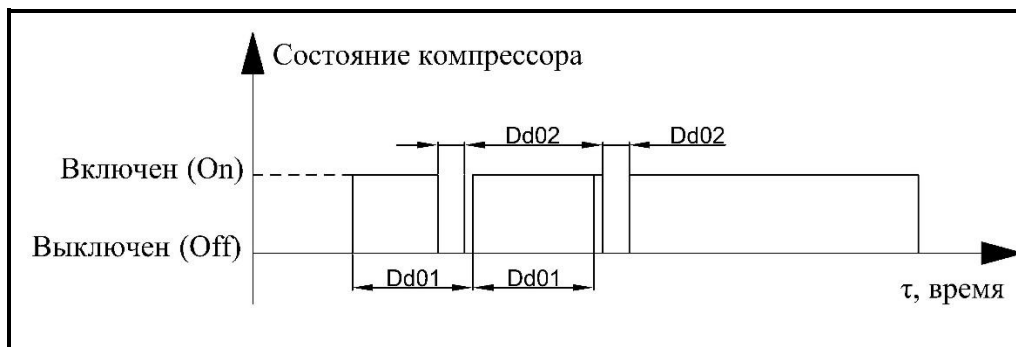 Состояние компрессора
Dd02 Dd02
Включен (On)
Выключен (Off)
Dd01 Dd01
τ, время